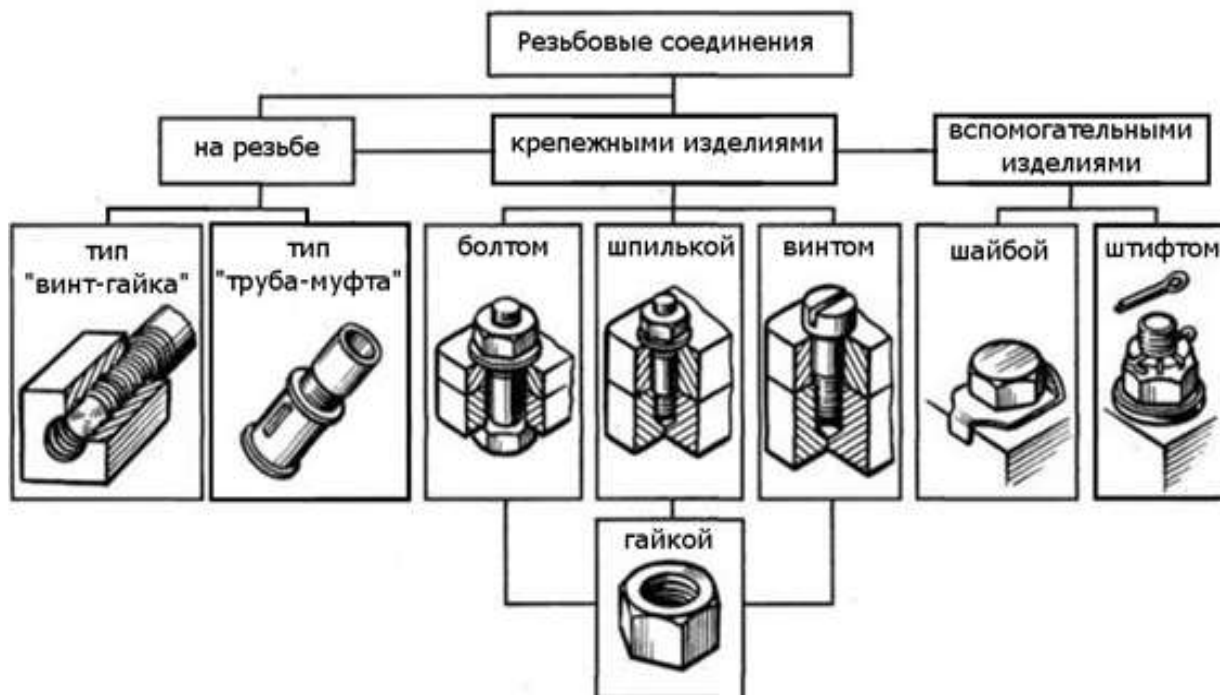 Резьбовые соединения
на резьбе
крепежными изделиями
вспомогательными
изделиями
тип
"винт-гайка"
тип
"труба-муфта"
болтом
шпилькой
винтом
шайбой
штифтом
гайкой